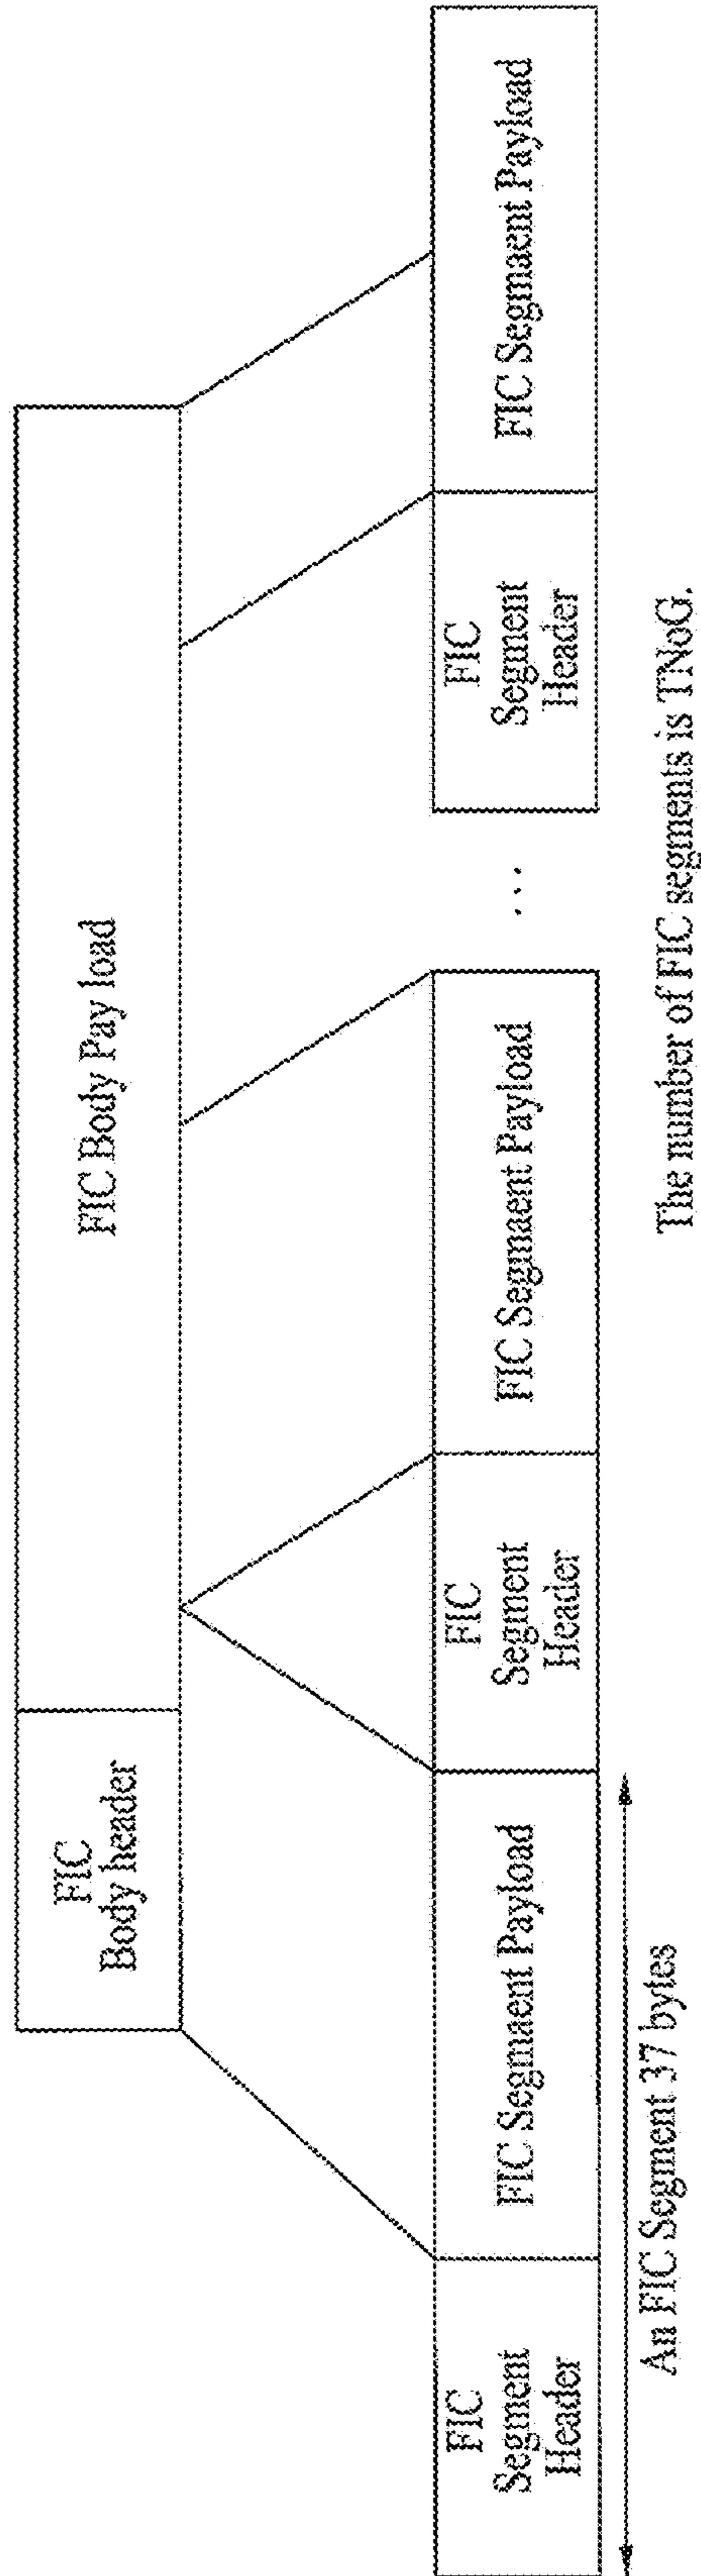 FIC
Body header
FIC Body Pay load
FIC
Segment
Header
FIC Segmaent Payload
FIC
Segment
Header
FIC Segmaent Payload
...
FIC
Segment
Header
FIC Segmaent Payload
An FIC Segment 37 bytes
The number of FIC segments is TNoG.